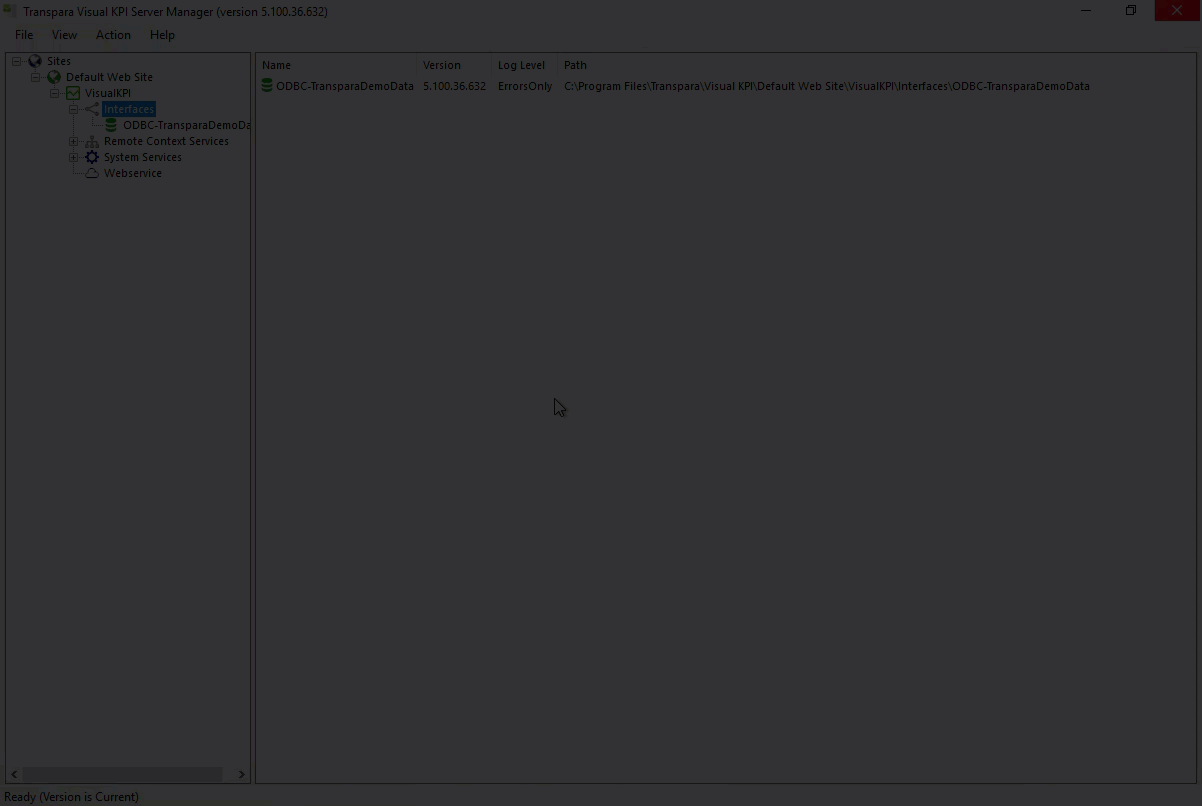 Transpara Visual KPI Server Manager (version 5.100.36.632)
File View Action Help
Sites
Default Web Site
VisualKPI
Interfaces
ODBC-TransparaDemoDa
Remote Context Services
System Services
Webservice
Name Version Log Level Path
ODBC-TransparaDemoData 5.100.36.632 ErrorsOnly C:\Program Files\Transpara\Visual KPI\Default Web Site\VisualKPI\Interfaces\ODBC-TransparaDemoData
Ready (Version is Current)